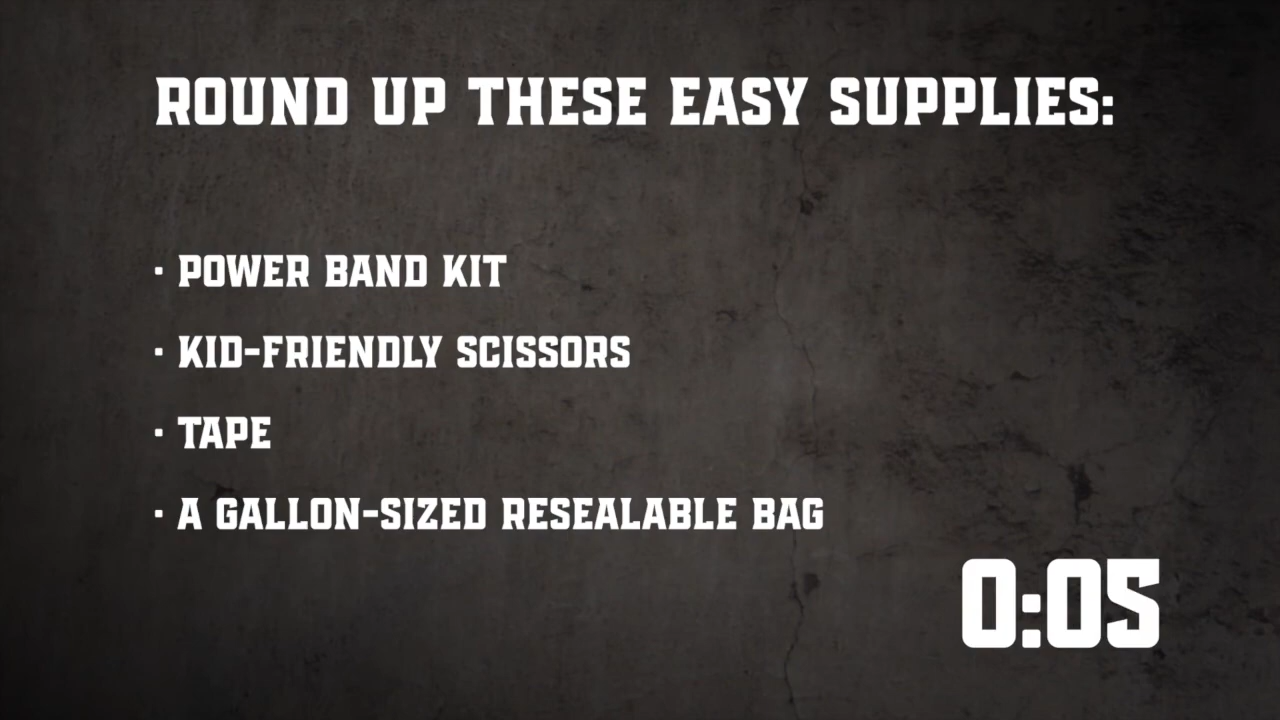 ROUND UP THESE EASY SUPPLIES:
· POWER BAND KIT
· KID-FRIENDLY SCISSORS
· TAPE
· A GALLON-SIZED RESEALABLE BAG
0:05